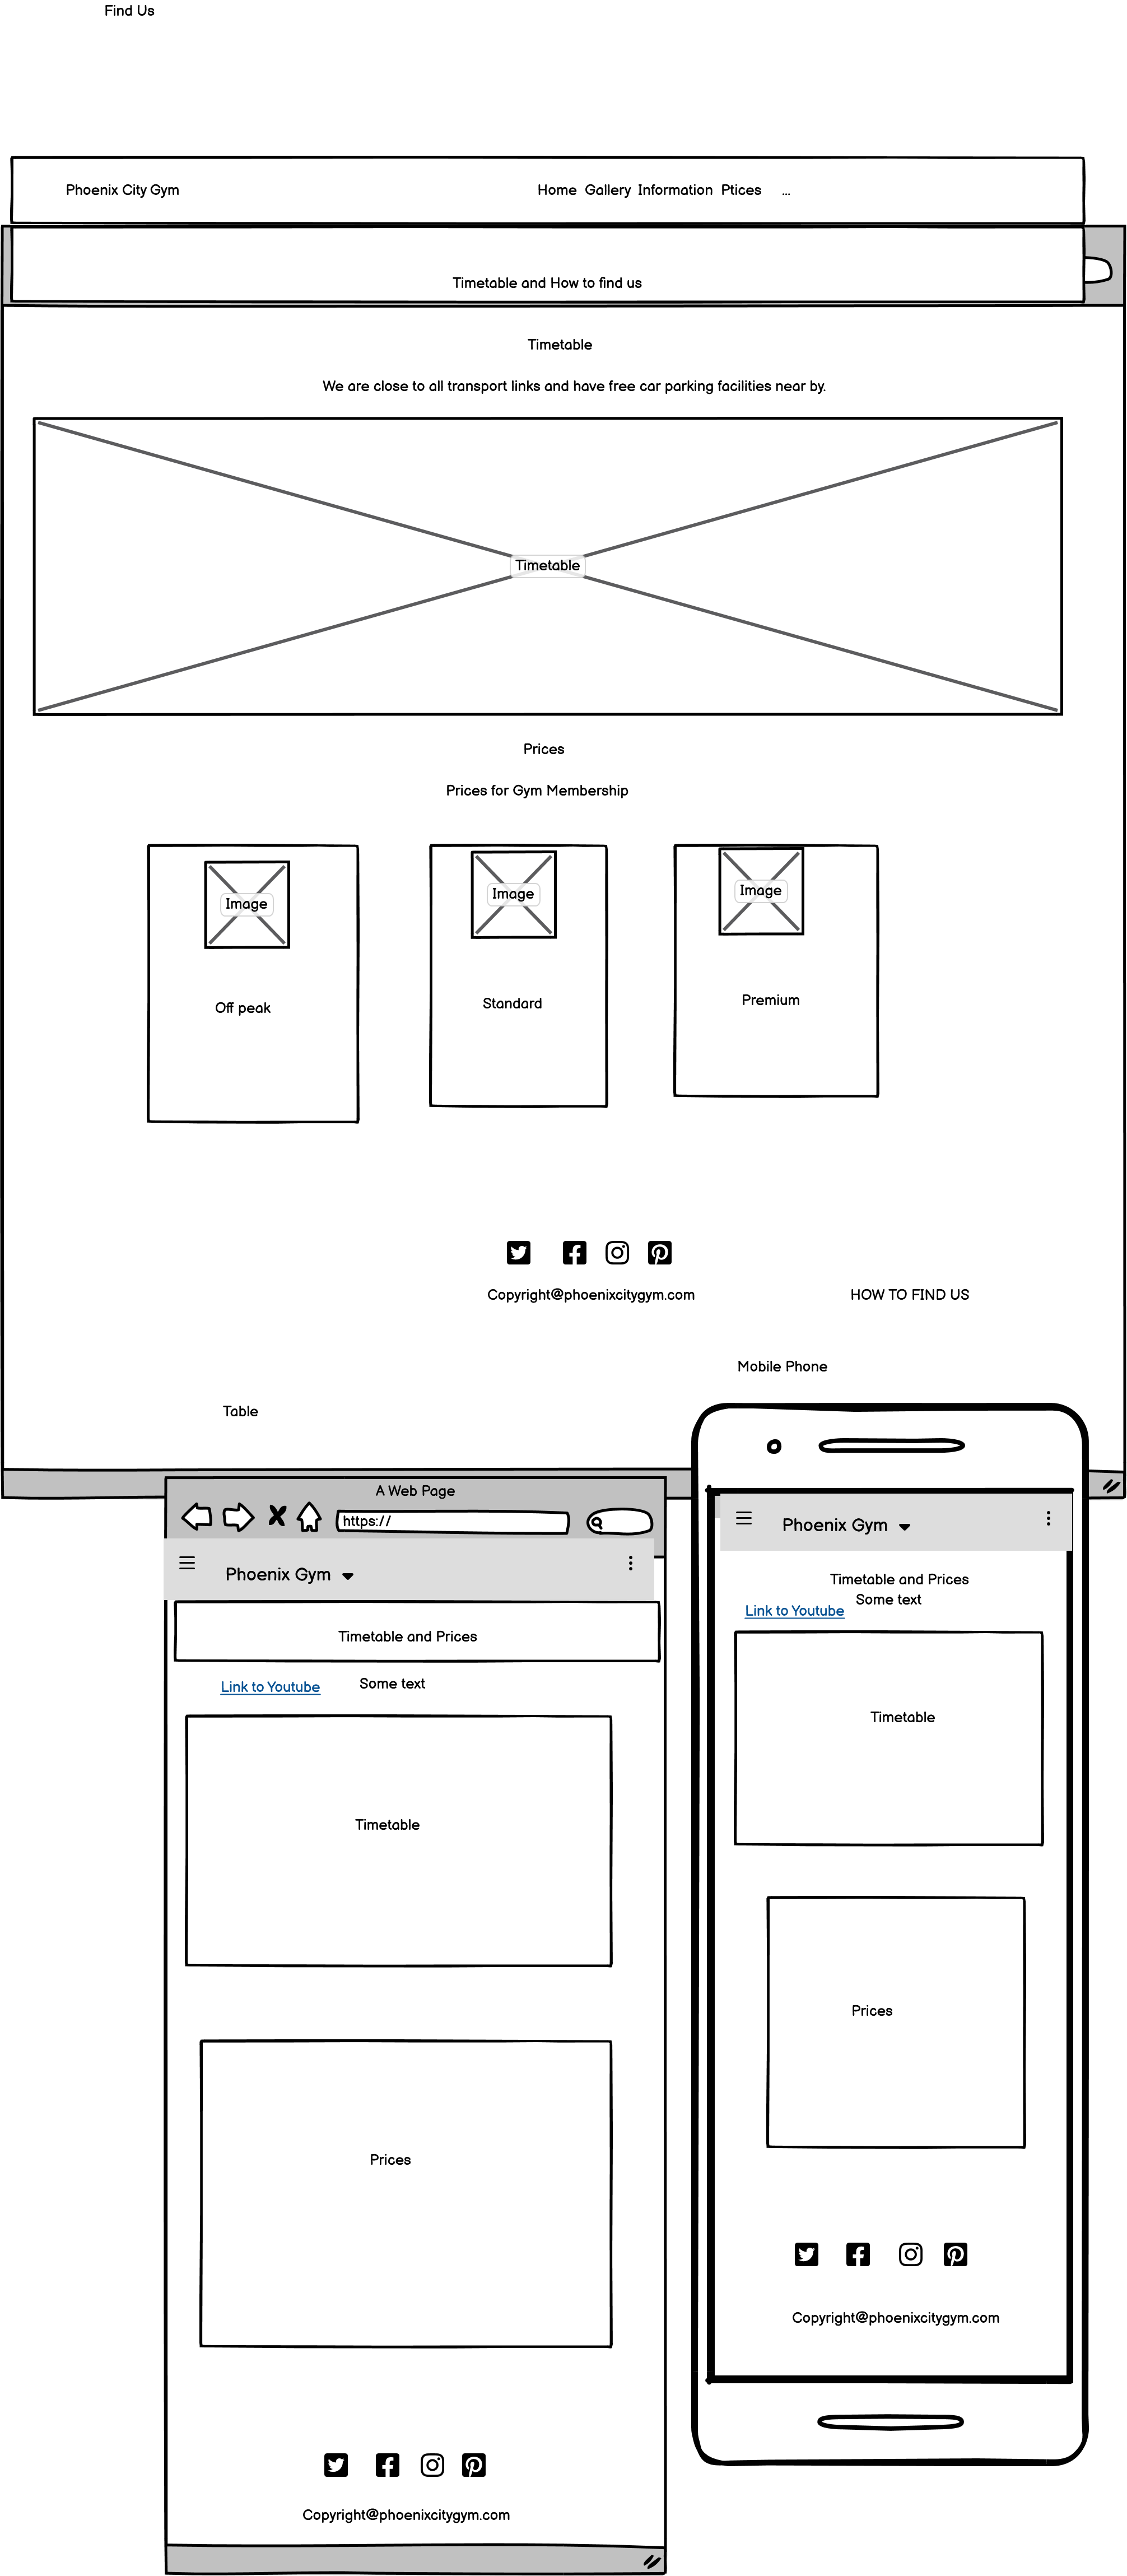 Find Us
Phoenix City Gym
Home Gallery Information Ptices ...
Timetable and How to find us
Timetable
We are close to all transport links and have free car parking facilities near by.
Timetable
Prices
Prices for Gym Membership
Image
Image
Image
Off peak
Standard
Premium
Copyright@phoenixcitygym.com
HOW TO FIND US
Mobile Phone
Table
A Web Page
https://
Phoenix Gym
Timetable and Prices
Link to Youtube
Some text
Timetable
Prices
Copyright@phoenixcitygym.com
Phoenix Gym
Timetable and Prices
Some text
Link to Youtube
Timetable
Prices
Copyright@phoenixcitygym.com